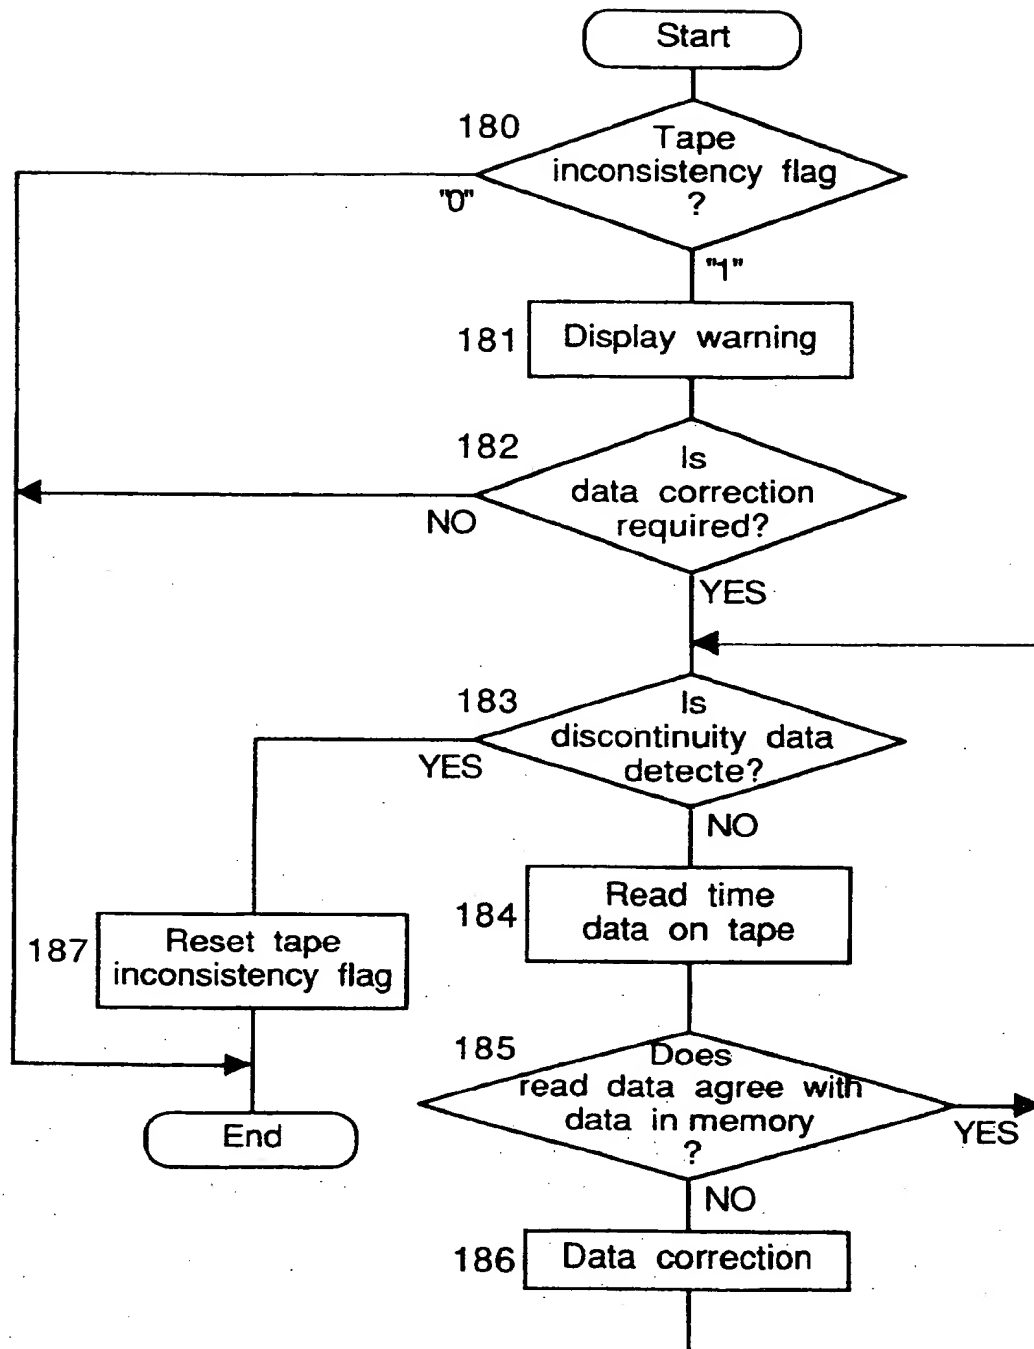 Start
180
Tape
inconsistency flag
?
"0"
"1"
181
Display warning
182
Is
data correction
required?
NO
YES
183
Is
discontinuity data
detecte?
YES
NO
184
Read time
data on tape
187
Reset tape
inconsistency flag
185
Does
read data agree with
data in memory
?
YES
End
NO
186
Data correction